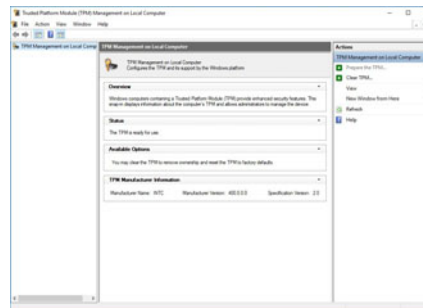 Trusted Platform Module (TPM) Management on Local Computer
File Action View Window Help
TPM Management on Local Comp
TPM Management on Local Computer
TPM Management on Local Computer
Configures the TPM and its support by the Windows platform
Overview
Windows computers containing a Trusted Platform Module (TPM) provide enhanced security features. This
snap-in displays information about the computer's TPM and allows administrators to manage the device.
Status
The TPM is ready for use.
Available Options
You may clear the TPM to remove ownership and reset the TPM to factory defaults.
TPM Manufacturer Information
Manufacturer Name: INTC Manufacturer Version: 400.0.0.0 Specification Version: 2.0
Actions
TPM Management on Local Computer
Prepare the TPM...
Clear TPM...
View
New Window from Here
Refresh
Help